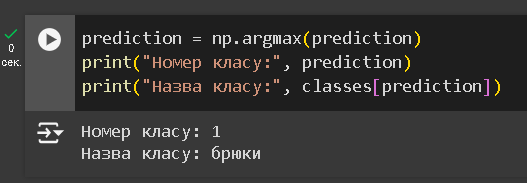 prediction = np.argmax(prediction)
print("Номер класу:", prediction)
print("Назва класу:", classes[prediction])
0
сек.
Номер класу: 1
Назва класу: брюки